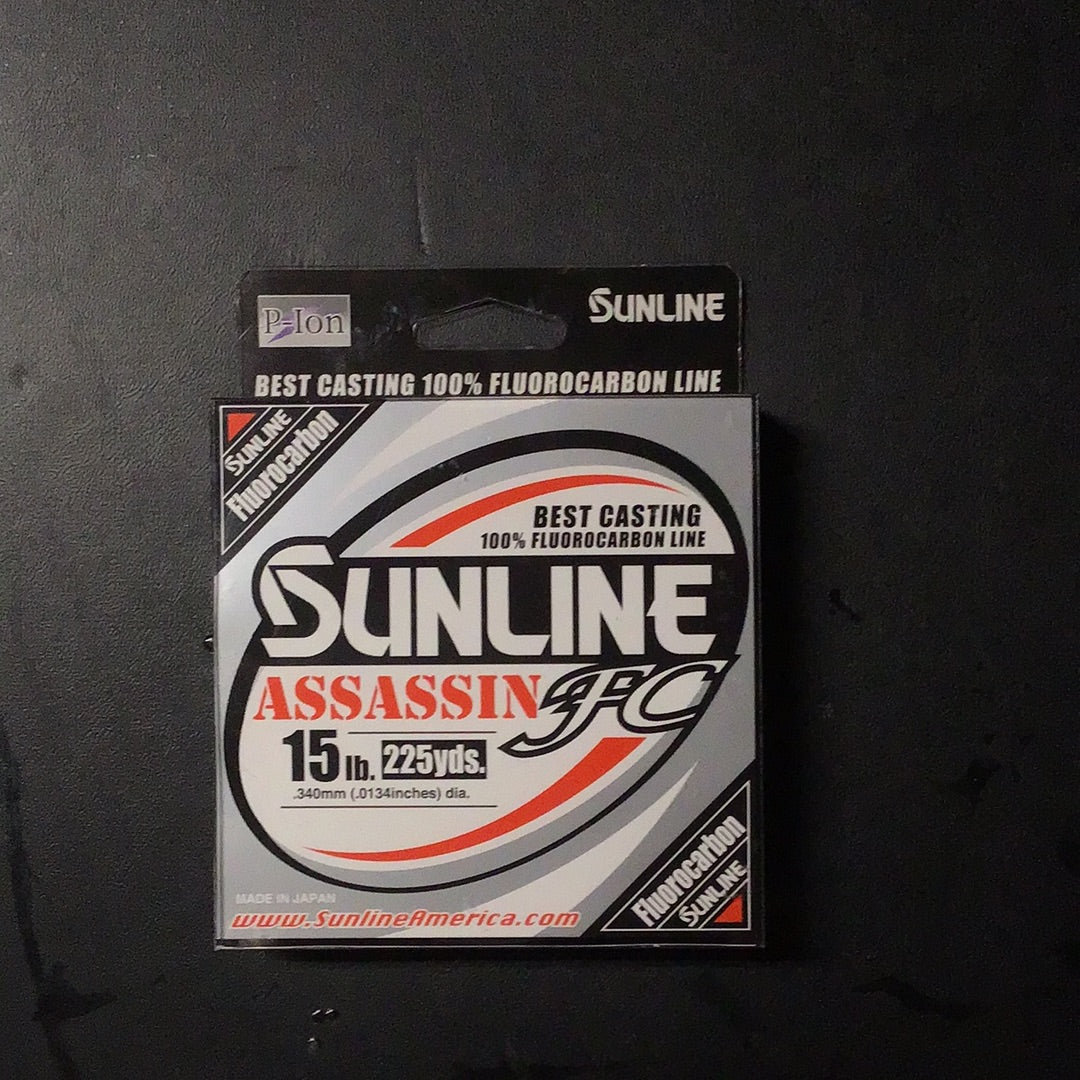 P-Ion
SUNLINE
BEST CASTING 100% FLUOROCARBON LINE
SUNLINE
Fluorocarbon
BEST CASTING
100% FLUOROCARBON LINE
SUNLINE
ASSASSIN FC
15 lb. 225yds.
.340mm (.0134inches) dia.
Fluorocarbon
SUNLINE
MADE IN JAPAN
www.SunlineAmerica.com